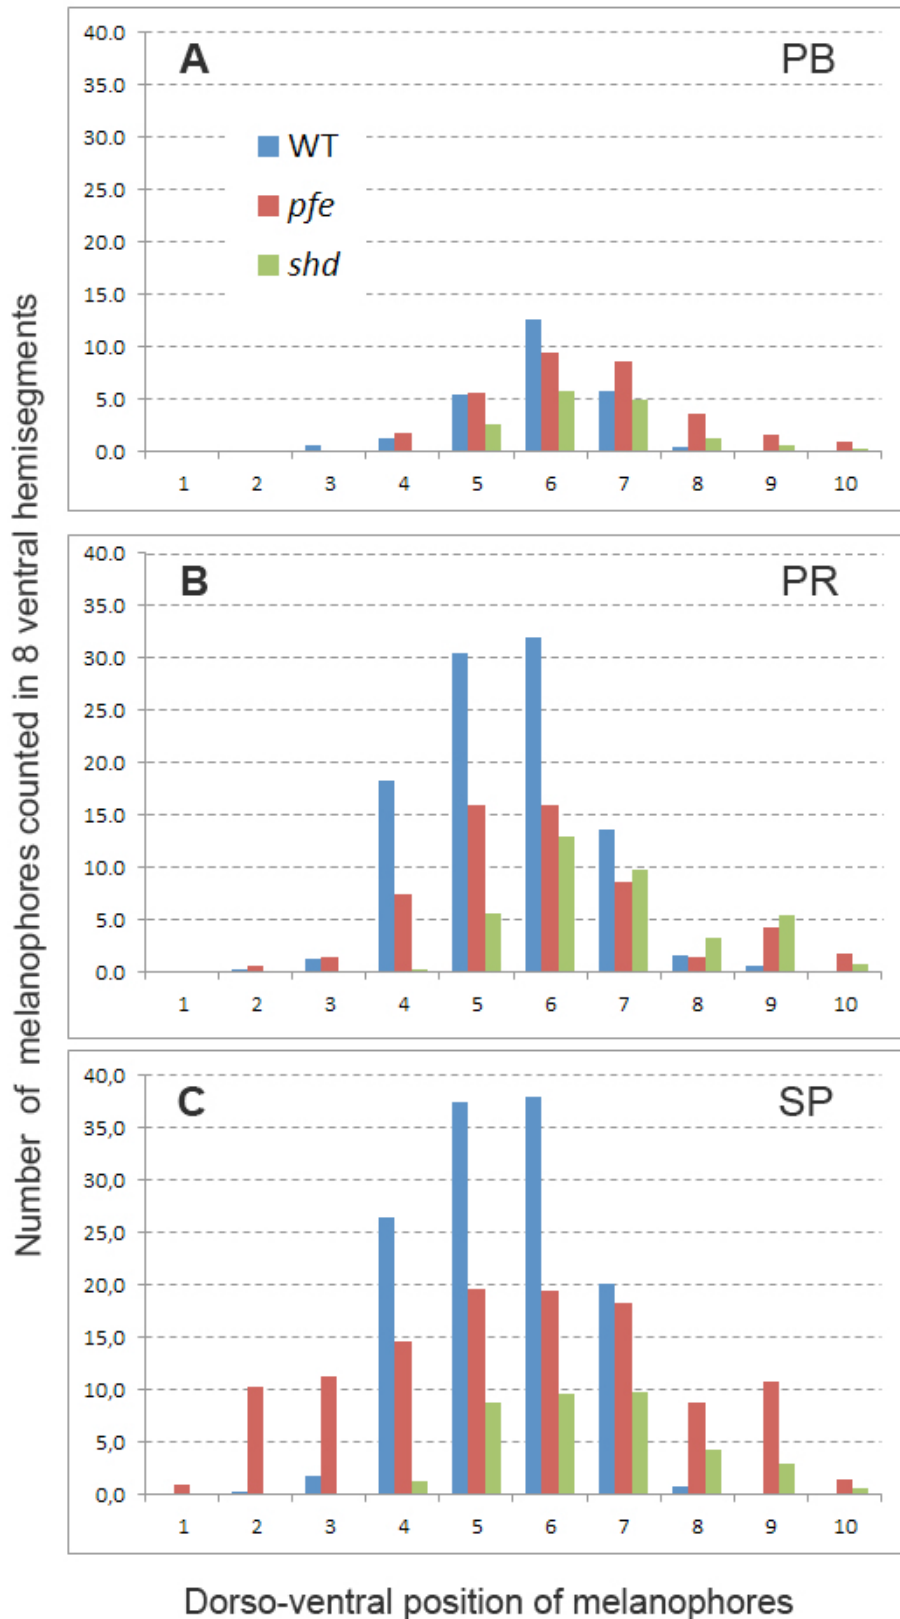 Number of melanophores counted in 8 ventral hemisegments
A
PB
40.0
35.0
30.0
25.0
20.0
15.0
10.0
5.0
0.0
WT
pfe
shd
1 2 3 4 5 6 7 8 9 10
B
PR
40.0
35.0
30.0
25.0
20.0
15.0
10.0
5.0
0.0
1 2 3 4 5 6 7 8 9 10
C
SP
40,0
35,0
30,0
25,0
20,0
15,0
10,0
5,0
0,0
1 2 3 4 5 6 7 8 9 10
Dorso-ventral position of melanophores